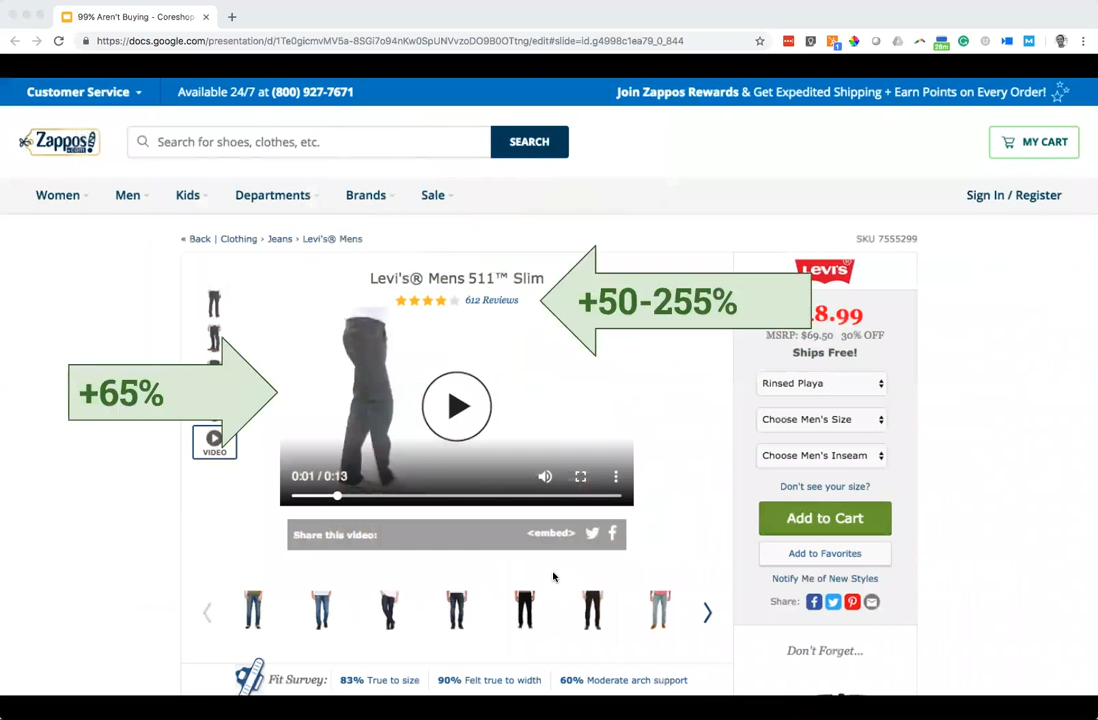 99% Aren't Buying - Coreshop
https://docs.google.com/presentation/d/1Te0gicmvMV5a-8SGi7o94nKw0SpUNVvzoDO9B0OTtng/edit#slide=id.g4998c1ea79_0_844
Customer Service
Available 24/7 at (800) 927-7671
Join Zappos Rewards & Get Expedited Shipping + Earn Points on Every Order!
Zappos!
.com
Search for shoes, clothes, etc.
SEARCH
MY CART
Women
Men
Kids
Departments
Brands
Sale
Sign In / Register
« Back | Clothing › Jeans › Levi's® Mens
SKU 7555299
Levi's® Mens 511™ Slim
612 Reviews
+50-255%
LEVI'S®
8.99
MSRP: $69.50 30% OFF
Ships Free!
+65%
Rinsed Playa
Choose Men's Size
Choose Men's Inseam
VIDEO
0:01 / 0:13
Don't see your size?
Add to Cart
Share this video:
<embed>
Add to Favorites
Notify Me of New Styles
Share:
Don't Forget...
Fit Survey:
83% True to size
90% Felt true to width
60% Moderate arch support